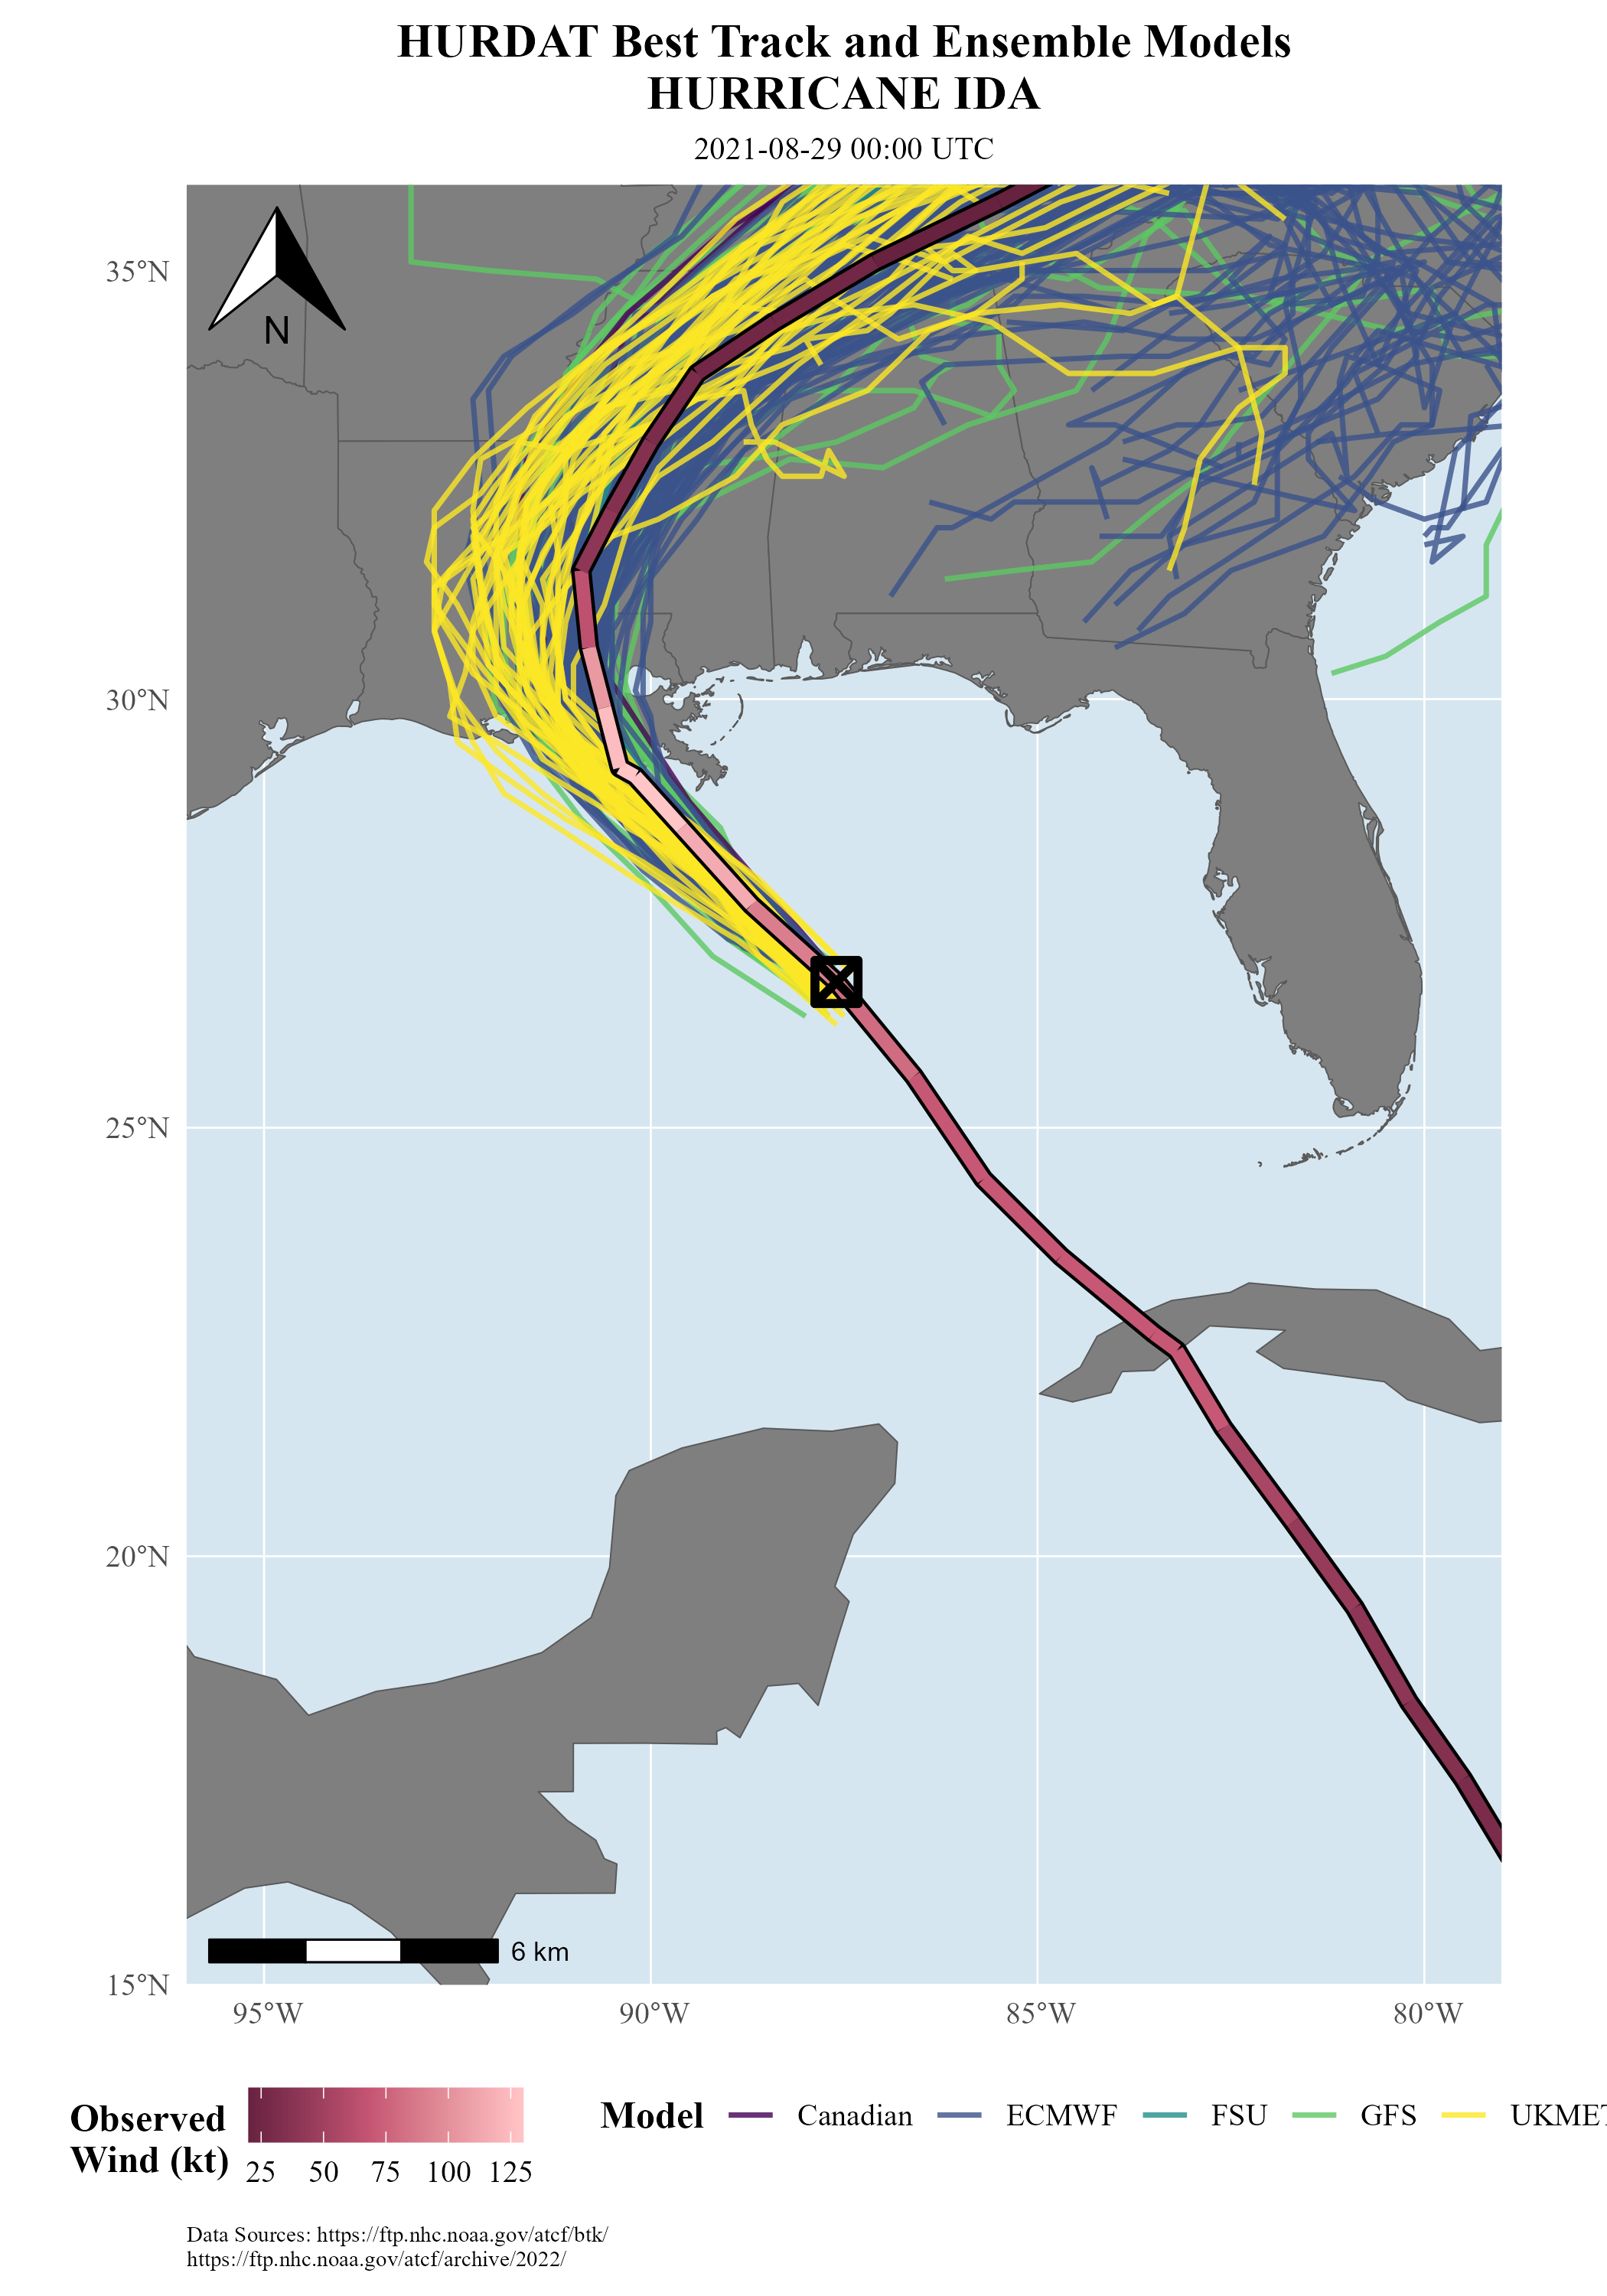 HURDAT Best Track and Ensemble Models
HURRICANE IDA
2021-08-29 00:00 UTC
N
35°N
30°N
25°N
20°N
15°N
6 km
95°W
90°W
85°W
80°W
Observed
Wind (kt)
25 50 75 100 125
Model Canadian ECMWF FSU GFS UKMET
Data Sources: https://ftp.nhc.noaa.gov/atcf/btk/
https://ftp.nhc.noaa.gov/atcf/archive/2022/